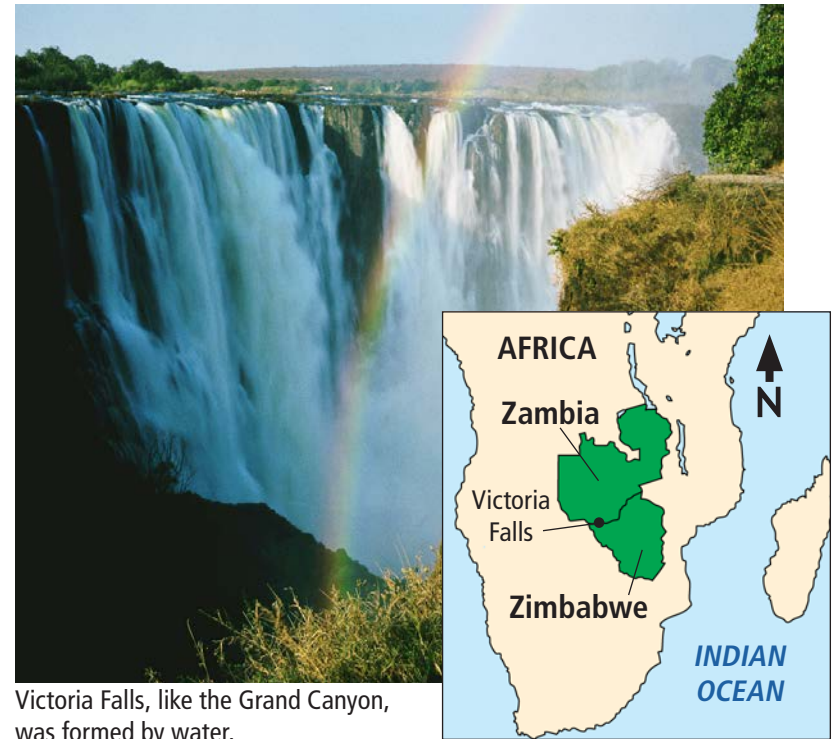 AFRICA
N
Zambia
Victoria
Falls
Zimbabwe
INDIAN
OCEAN
Victoria Falls, like the Grand Canyon,
was formed by water.